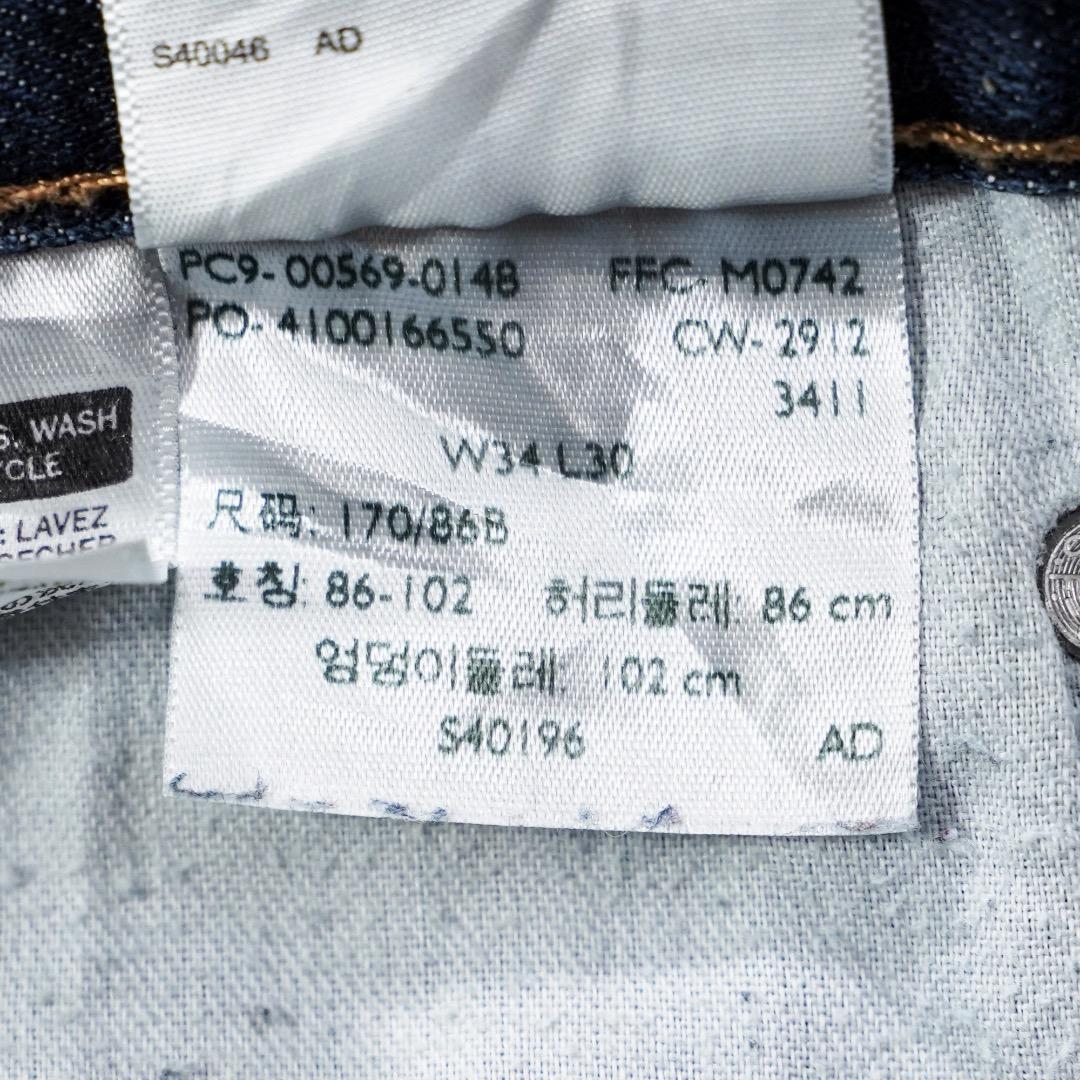 S40046 AD
PC9-00569-0148 FFC-M0742
PO-4100166550 CW-2912
3411
W34 L30
尺码: 170/86B
호칭: 86-102 허리둘레: 86 cm
엉덩이둘레: 102 cm
S40196 AD
S. WASH
YCLE
: LAVEZ